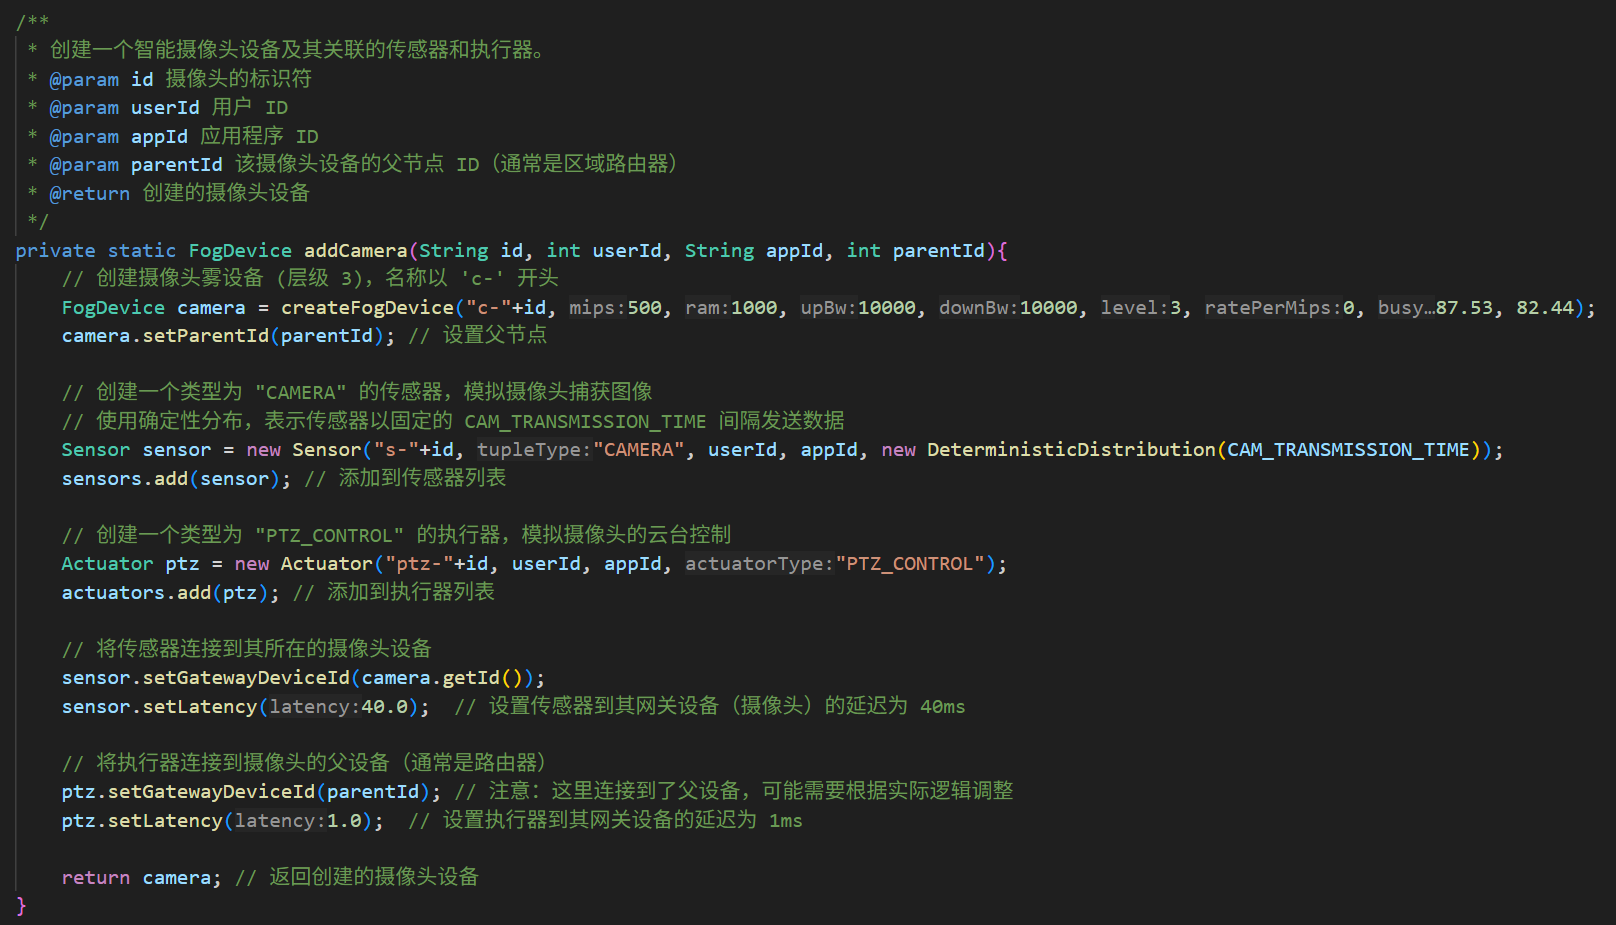 /**
 * 创建一个智能摄像头设备及其关联的传感器和执行器。
 * @param id 摄像头的标识符
 * @param userId 用户 ID
 * @param appId 应用程序 ID
 * @param parentId 该摄像头设备的父节点 ID（通常是区域路由器）
 * @return 创建的摄像头设备
 */
private static FogDevice addCamera(String id, int userId, String appId, int parentId){
    // 创建摄像头雾设备 (层级 3)，名称以 'c-' 开头
    FogDevice camera = createFogDevice("c-"+id, mips:500, ram:1000, upBw:10000, downBw:10000, level:3, ratePerMips:0, busy…87.53, 82.44);
    camera.setParentId(parentId); // 设置父节点

    // 创建一个类型为 "CAMERA" 的传感器，模拟摄像头捕获图像
    // 使用确定性分布，表示传感器以固定的 CAM_TRANSMISSION_TIME 间隔发送数据
    Sensor sensor = new Sensor("s-"+id, tupleType:"CAMERA", userId, appId, new DeterministicDistribution(CAM_TRANSMISSION_TIME));
    sensors.add(sensor); // 添加到传感器列表

    // 创建一个类型为 "PTZ_CONTROL" 的执行器，模拟摄像头的云台控制
    Actuator ptz = new Actuator("ptz-"+id, userId, appId, actuatorType:"PTZ_CONTROL");
    actuators.add(ptz); // 添加到执行器列表

    // 将传感器连接到其所在的摄像头设备
    sensor.setGatewayDeviceId(camera.getId());
    sensor.setLatency(latency:40.0);  // 设置传感器到其网关设备（摄像头）的延迟为 40ms

    // 将执行器连接到摄像头的父设备（通常是路由器）
    ptz.setGatewayDeviceId(parentId); // 注意：这里连接到了父设备，可能需要根据实际逻辑调整
    ptz.setLatency(latency:1.0);  // 设置执行器到其网关设备的延迟为 1ms

    return camera; // 返回创建的摄像头设备
}